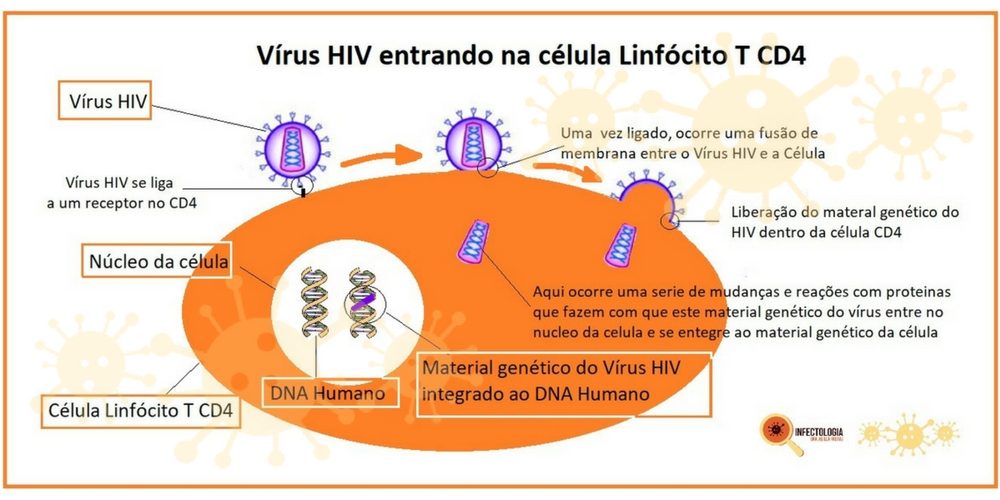 Vírus HIV entrando na célula Linfócito T CD4
Vírus HIV
Uma vez ligado, ocorre uma fusão de
membrana entre o Vírus HIV e a Célula
Vírus HIV se liga
a um receptor no CD4
Liberação do materal genético do
HIV dentro da célula CD4
Núcleo da célula
Aqui ocorre uma serie de mudanças e reações com proteinas
que fazem com que este material genético do vírus entre no
nucleo da celula e se entegre ao material genético da célula
Material genético do Vírus HIV
integrado ao DNA Humano
DNA Humano
Célula Linfócito T CD4
INFECTOLOGIA